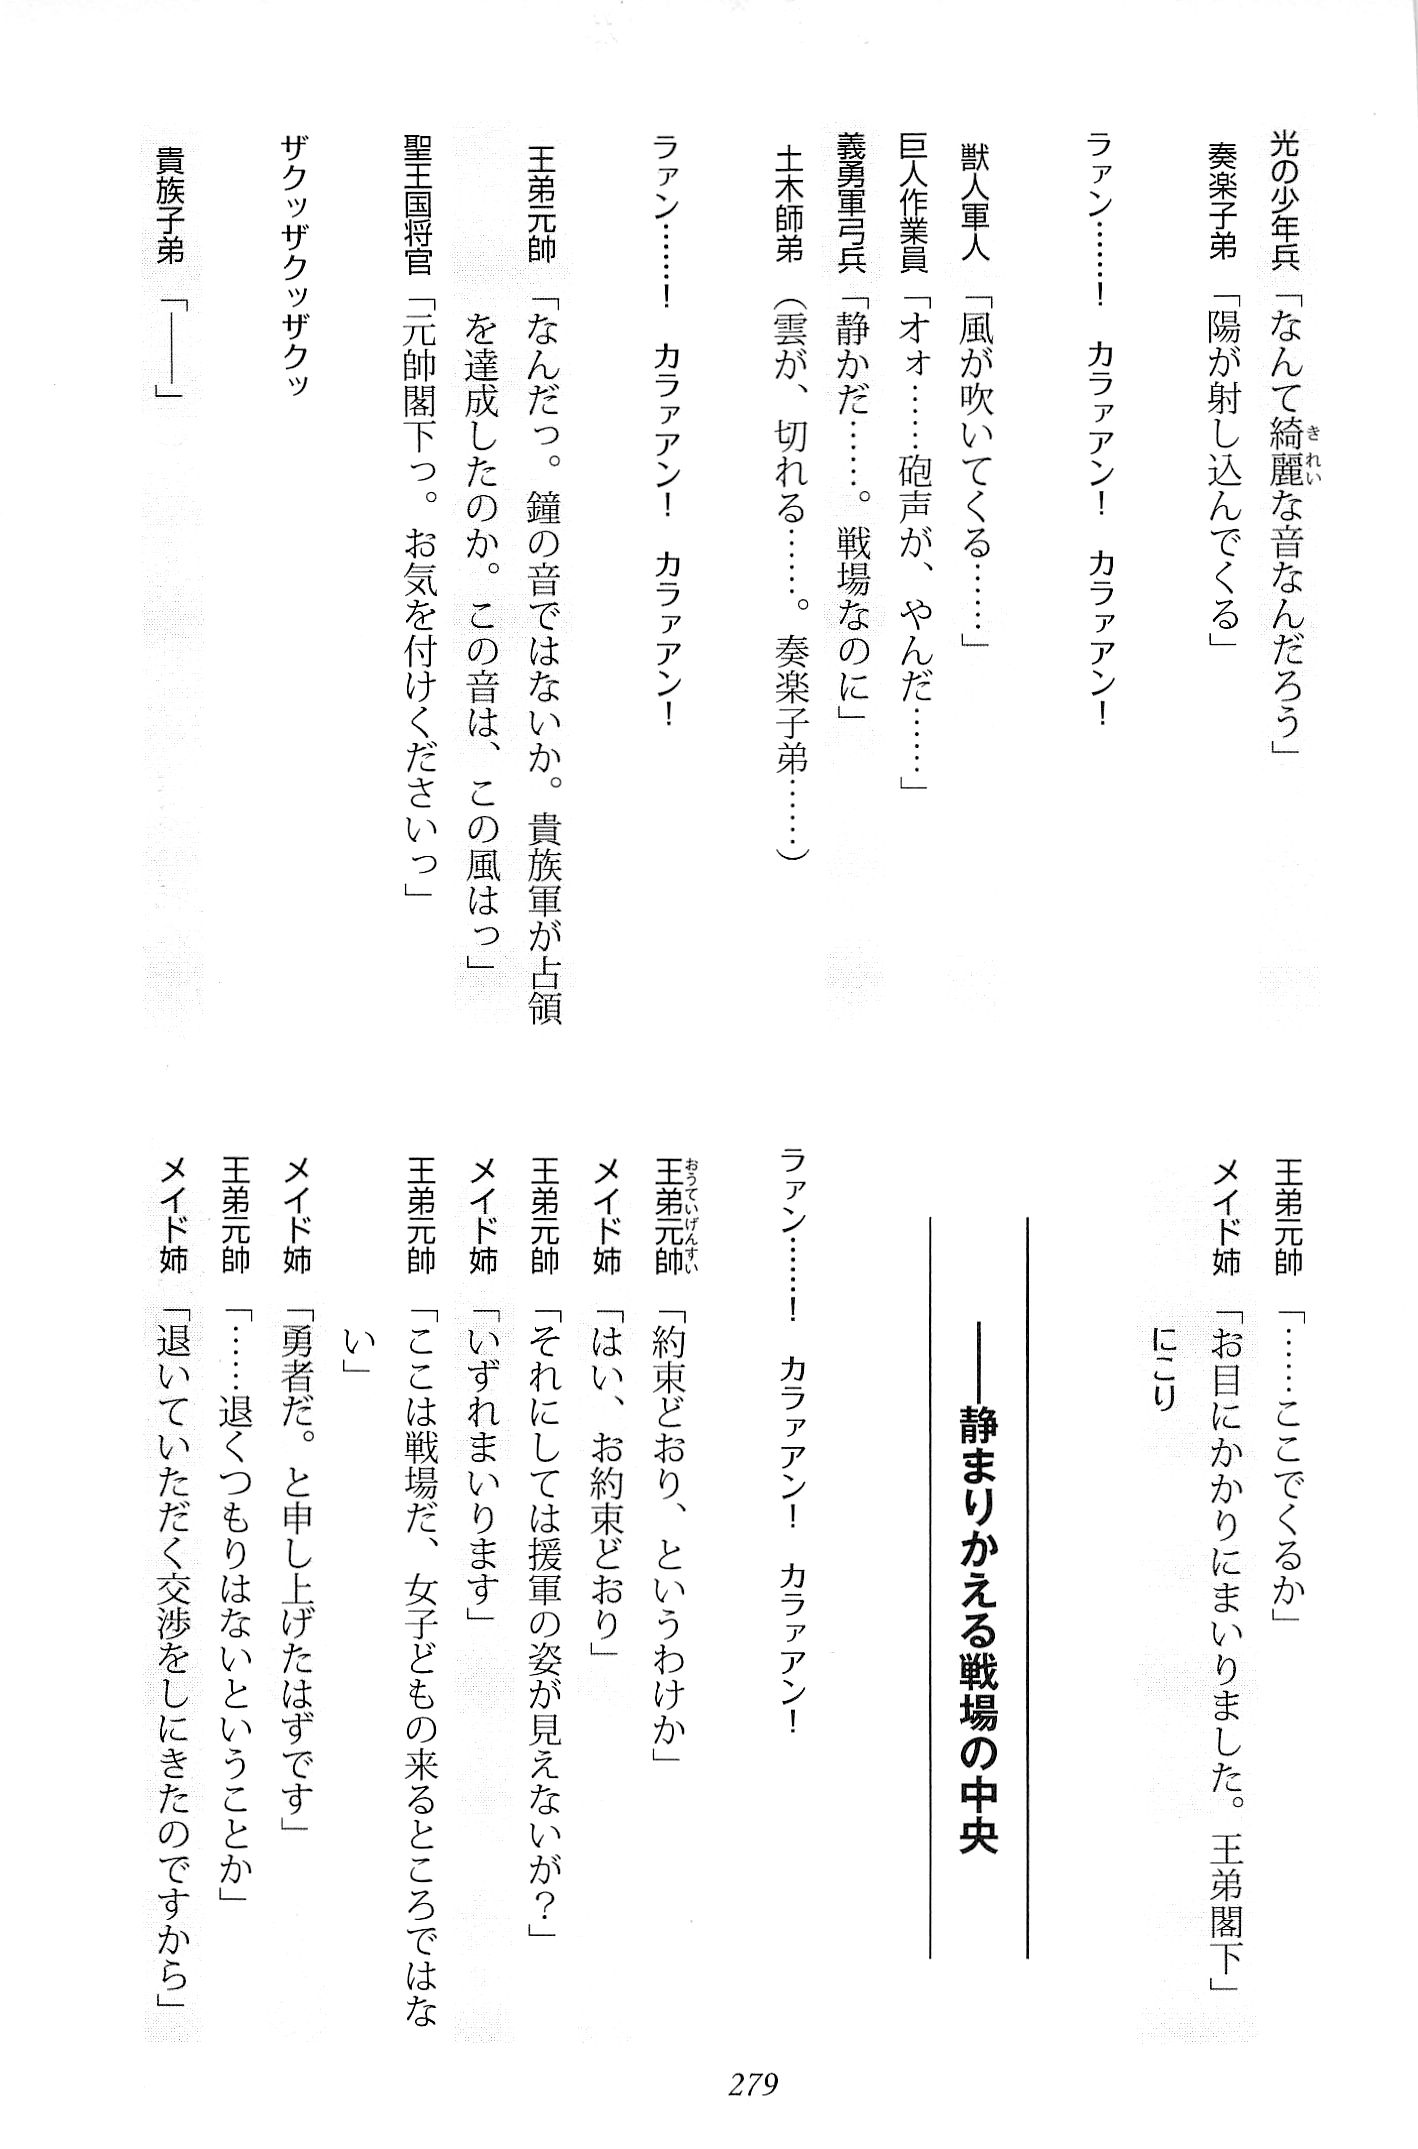 光の少年兵「なんて綺麗な音なんだろう」
奏楽子弟「陽が射し込んでくる」
ラァン……！　カラァアン！　カラァアン！
獣人軍人「風が吹いてくる……」
巨人作業員「オォ……砲声が、やんだ……」
義勇軍弓兵「静かだ……。戦場なのに」
土木師弟（雲が、切れる……。奏楽子弟……）
ラァン……！　カラァアン！　カラァアン！
王弟元帥「なんだっ。鐘の音ではないか。貴族軍が占領
を達成したのか。この音は、この風はっ」
聖王国将官「元帥閣下っ。お気を付けくださいっ」
ザクッザクッザクッ
貴族子弟「――」
王弟元帥「……ここでくるか」
メイド姉「お目にかかりにまいりました。王弟閣下」
にこり
――静まりかえる戦場の中央
ラァン……！　カラァアン！　カラァアン！
王弟元帥「約束どおり、というわけか」
メイド姉「はい、お約束どおり」
王弟元帥「それにしては援軍の姿が見えないが？」
メイド姉「いずれまいります」
王弟元帥「ここは戦場だ、女子どもの来るところではな
い」
メイド姉「勇者だ。と申し上げたはずです」
王弟元帥「……退くつもりはないということか」
メイド姉「退いていただく交渉をしにきたのですから」
279